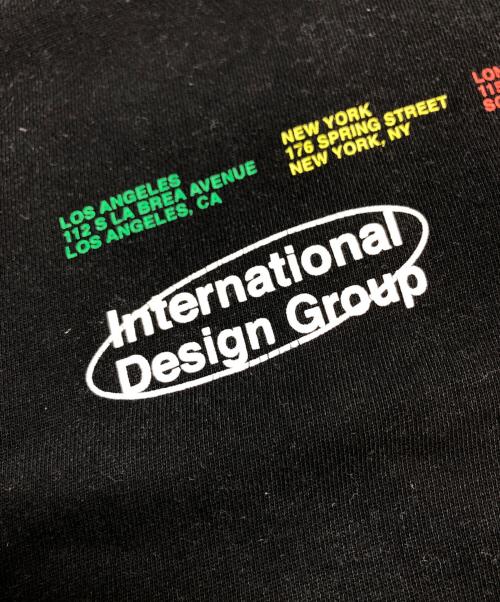 LOS ANGELES
112 S LA BREA AVENUE
LOS ANGELES, CA
NEW YORK
176 SPRING STREET
NEW YORK, NY
International
Design Group